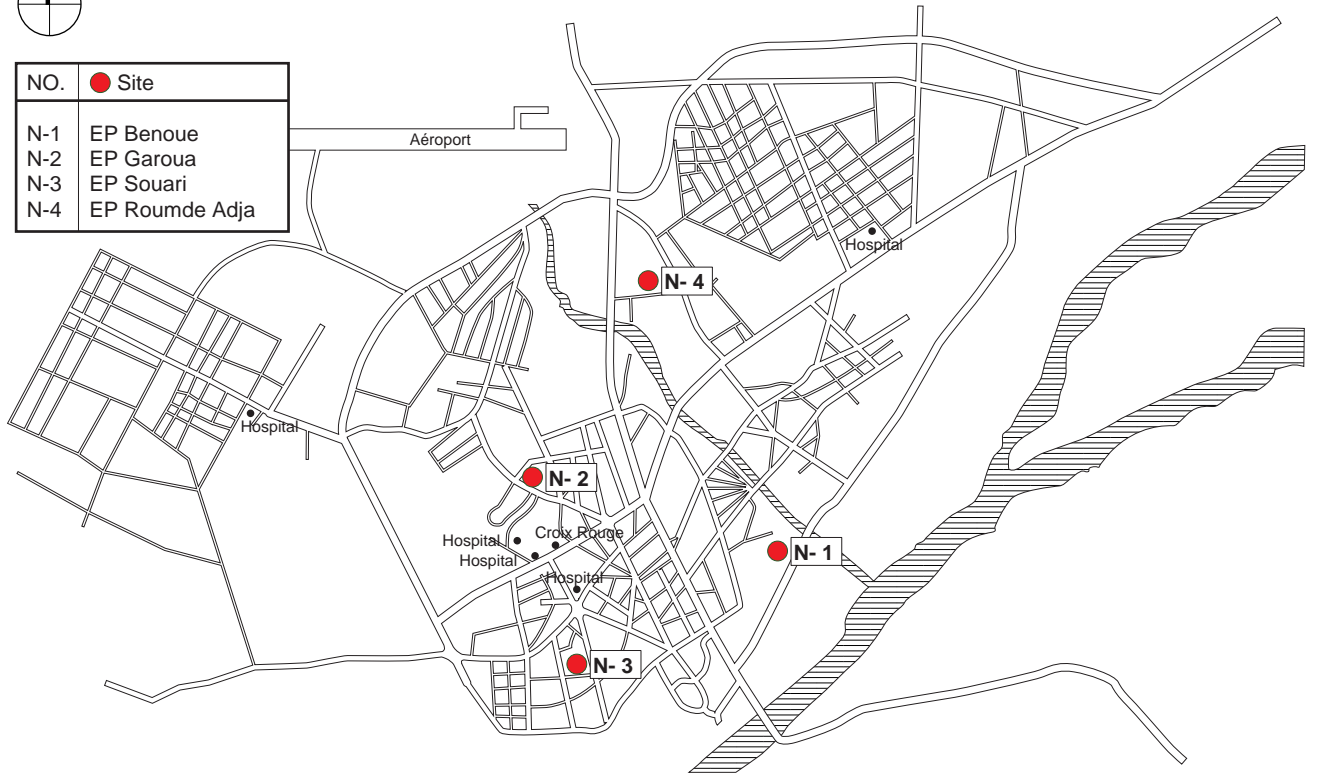 NO. Site
N-1 EP Benoue
N-2 EP Garoua
N-3 EP Souari
N-4 EP Roumde Adja
Aéroport
Hospital
N- 4
Hospital
N- 2
Croix Rouge
Hospital
Hospital
N- 1
Hospital
N- 3